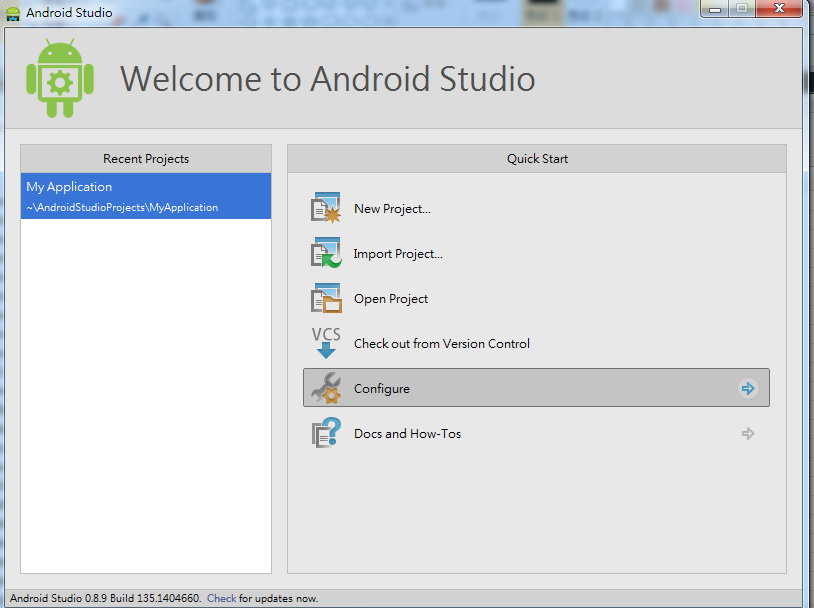 Android Studio
Welcome to Android Studio
Recent Projects
My Application
~\AndroidStudioProjects\MyApplication
Quick Start
New Project...
Import Project...
Open Project
VCS
Check out from Version Control
Configure
Docs and How-Tos
Android Studio 0.8.9 Build 135.1404660. Check for updates now.